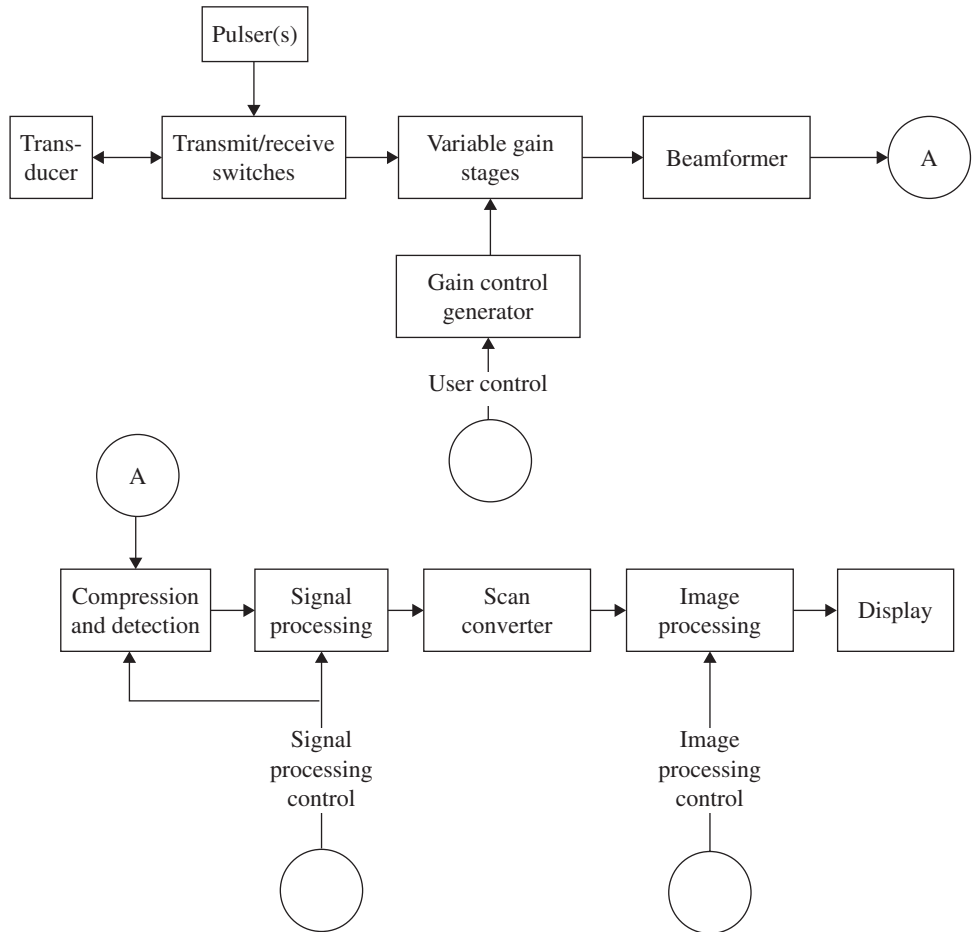 Pulser(s)
Trans-
ducer
Transmit/receive
switches
Variable gain
stages
Beamformer
A
Gain control
generator
User control
A
Compression
and detection
Signal
processing
Scan
converter
Image
processing
Display
Signal
processing
control
Image
processing
control